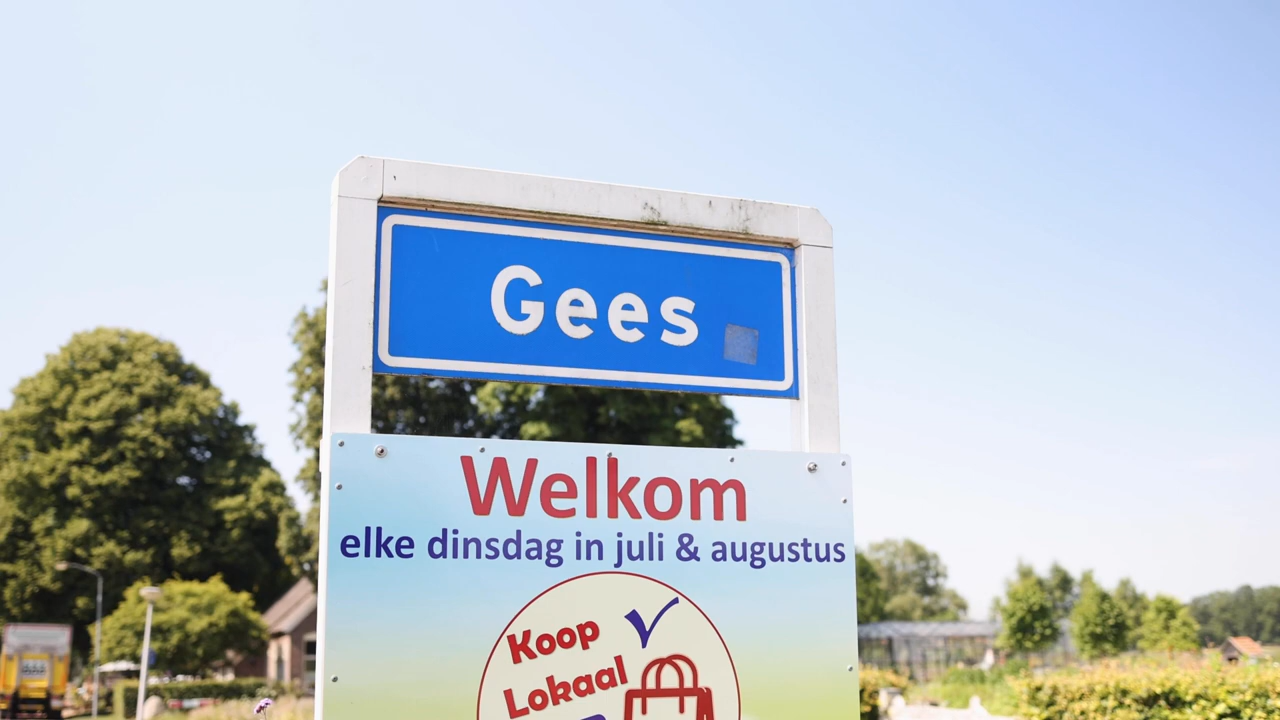 Gees
Welkom
elke dinsdag in juli & augustus
Koop
Lokaal